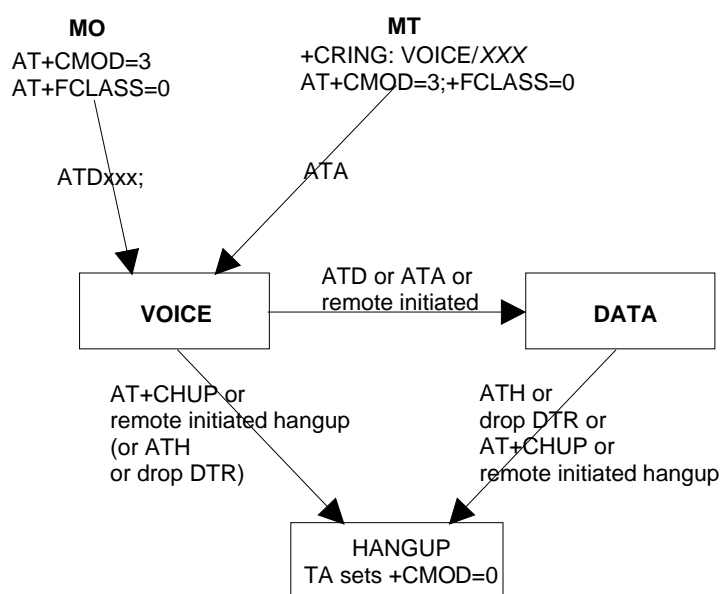 MO
AT+CMOD=3
AT+FCLASS=0
MT
+CRING: VOICE/XXX
AT+CMOD=3;+FCLASS=0
ATDxxx;
ATA
VOICE
ATD or ATA or
remote initiated
DATA
AT+CHUP or
remote initiated hangup
(or ATH
or drop DTR)
ATH or
drop DTR or
AT+CHUP or
remote initiated hangup
HANGUP
TA sets +CMOD=0